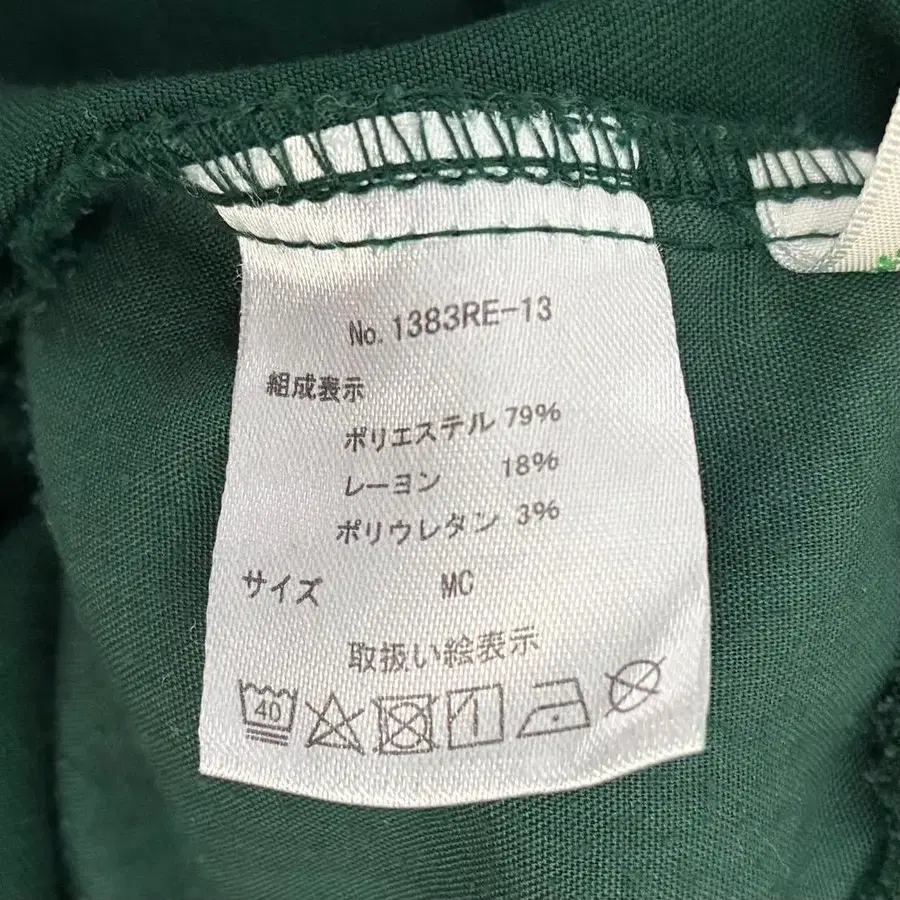 No. 1383RE-13
組成表示
ポリエステル 79%
レーヨン 18%
ポリウレタン 3%
サイズ MC
取扱い絵表示
40